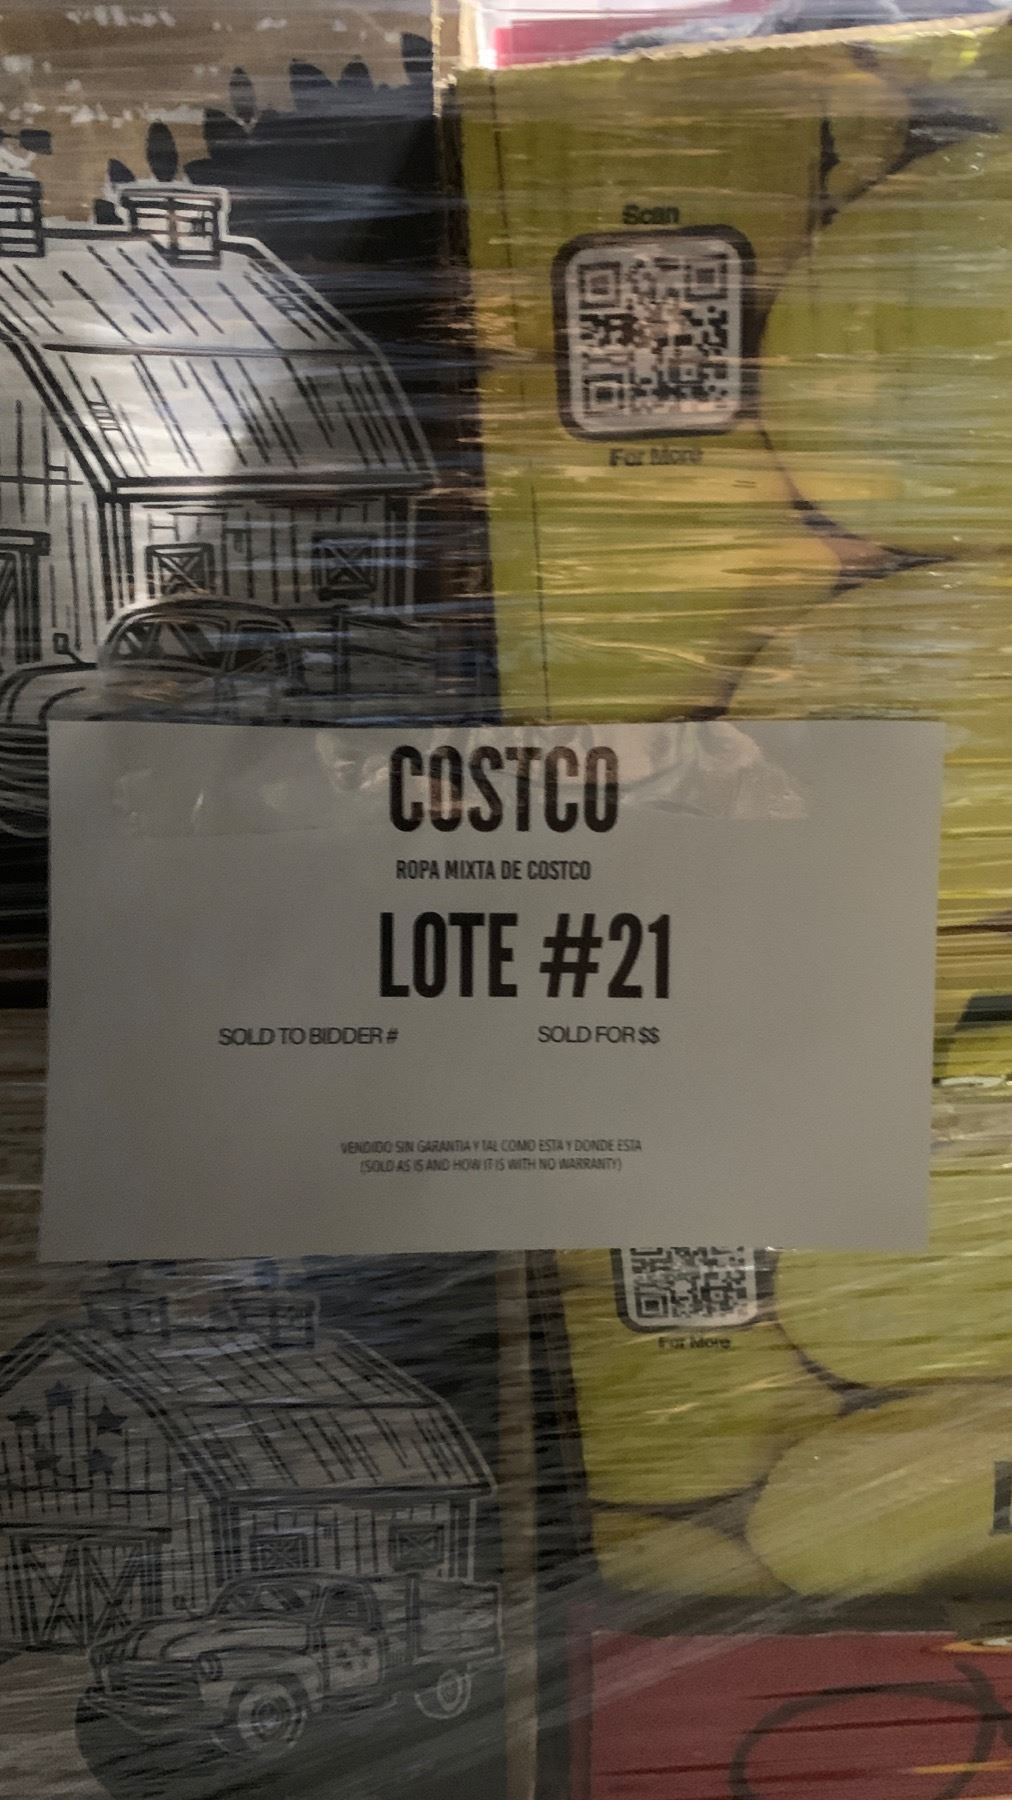 Scan
For More
COSTCO
ROPA MIXTA DE COSTCO
LOTE #21
SOLD TO BIDDER # SOLD FOR $$
VENDIDO SIN GARANTIA Y TAL COMO ESTA Y DONDE ESTA
(SOLD AS IS AND HOW IT IS WITH NO WARRANTY)
For More